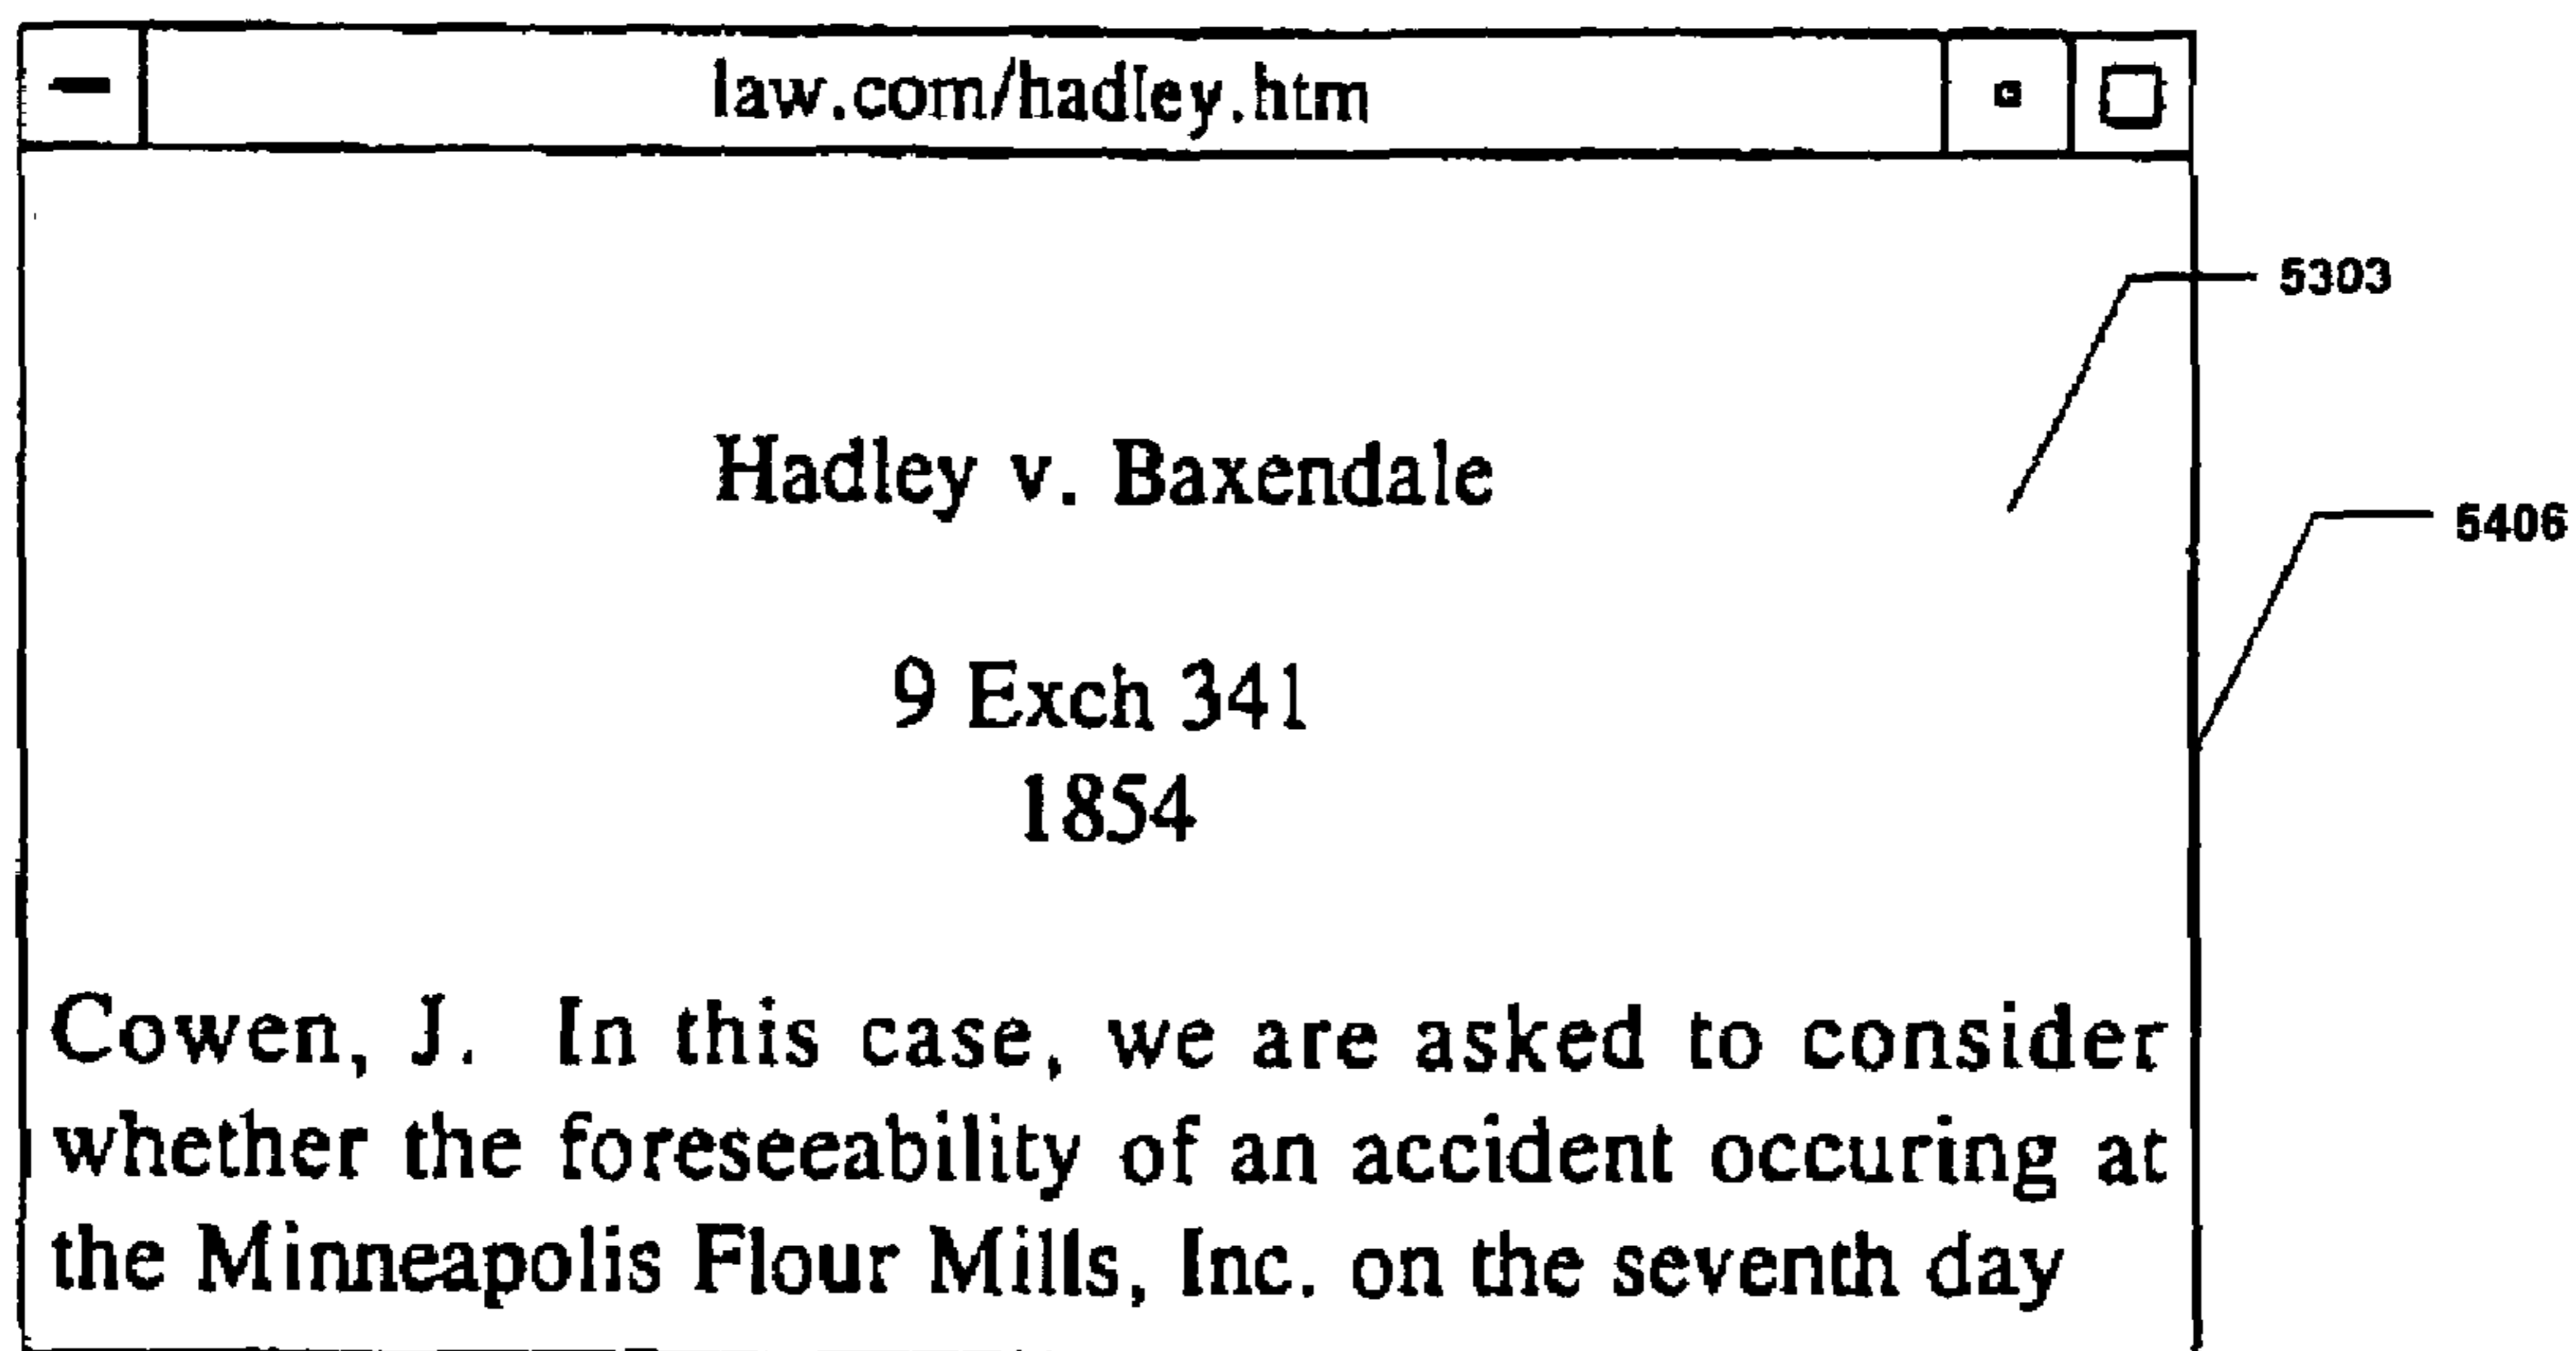 law.com/hadley.htm
5303
Hadley v. Baxendale
5406
9 Exch 341
1854
Cowen, J. In this case, we are asked to consider
whether the foreseeability of an accident occuring at
the Minneapolis Flour Mills, Inc. on the seventh day